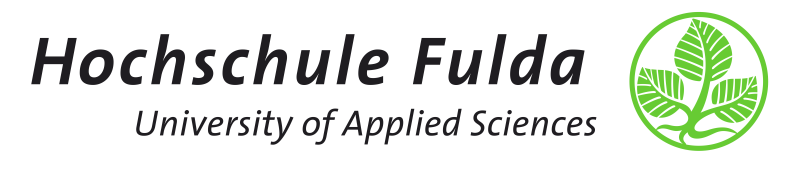 Hochschule Fulda
University of Applied Sciences